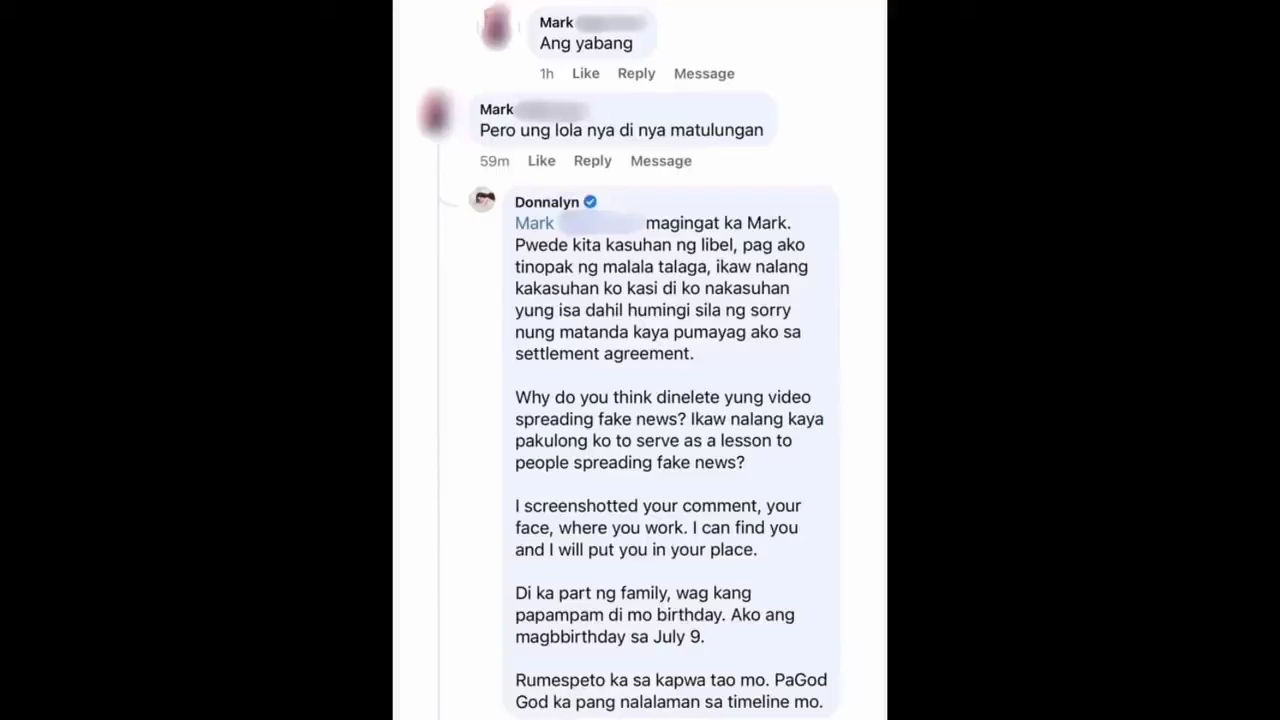 Mark
Ang yabang
1h Like Reply Message
Mark
Pero ung lola nya di nya matulungan
59m Like Reply Message
Donnalyn
Mark magingat ka Mark.
Pwede kita kasuhan ng libel, pag ako
tinopak ng malala talaga, ikaw nalang
kakasuhan ko kasi di ko nakasuhan
yung isa dahil humingi sila ng sorry
nung matanda kaya pumayag ako sa
settlement agreement.
Why do you think dinelete yung video
spreading fake news? Ikaw nalang kaya
pakulong ko to serve as a lesson to
people spreading fake news?
I screenshotted your comment, your
face, where you work. I can find you
and I will put you in your place.
Di ka part ng family, wag kang
papampam di mo birthday. Ako ang
magbbirthday sa July 9.
Rumespeto ka sa kapwa tao mo. PaGod
God ka pang nalalaman sa timeline mo.